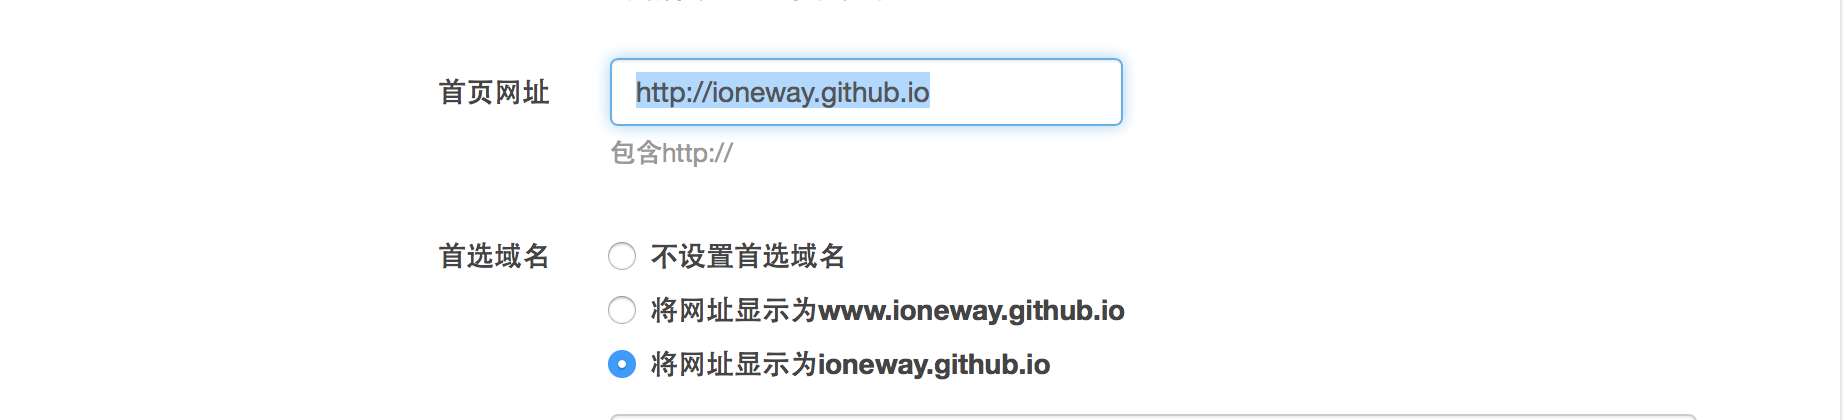 首页网址
http://ioneway.github.io
包含http://
首选域名
不设置首选域名
将网址显示为www.ioneway.github.io
将网址显示为ioneway.github.io